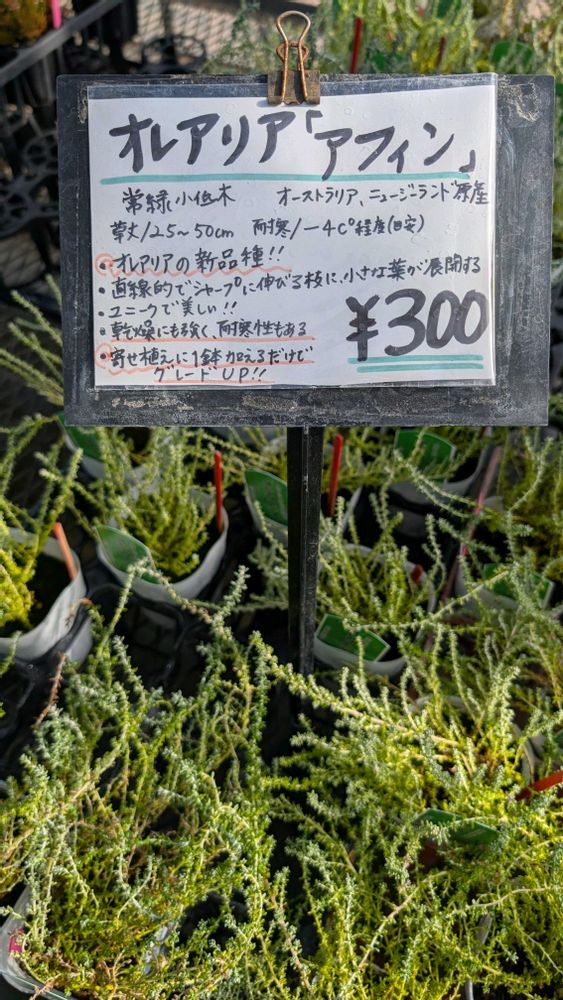 オレアリア「アフィン」
常緑小低木 オーストラリア、ニュージーランド原産
草丈/25~50cm 耐寒/-4C°程度(目安)
・オレアリアの新品種!!
・直線的でシャープに伸びる枝に、小さな葉が展開する
・ユニークで美しい!!
・乾燥にも強く、耐寒性もある
・寄せ植えに1鉢加えるだけで
グレードUP!!
¥300